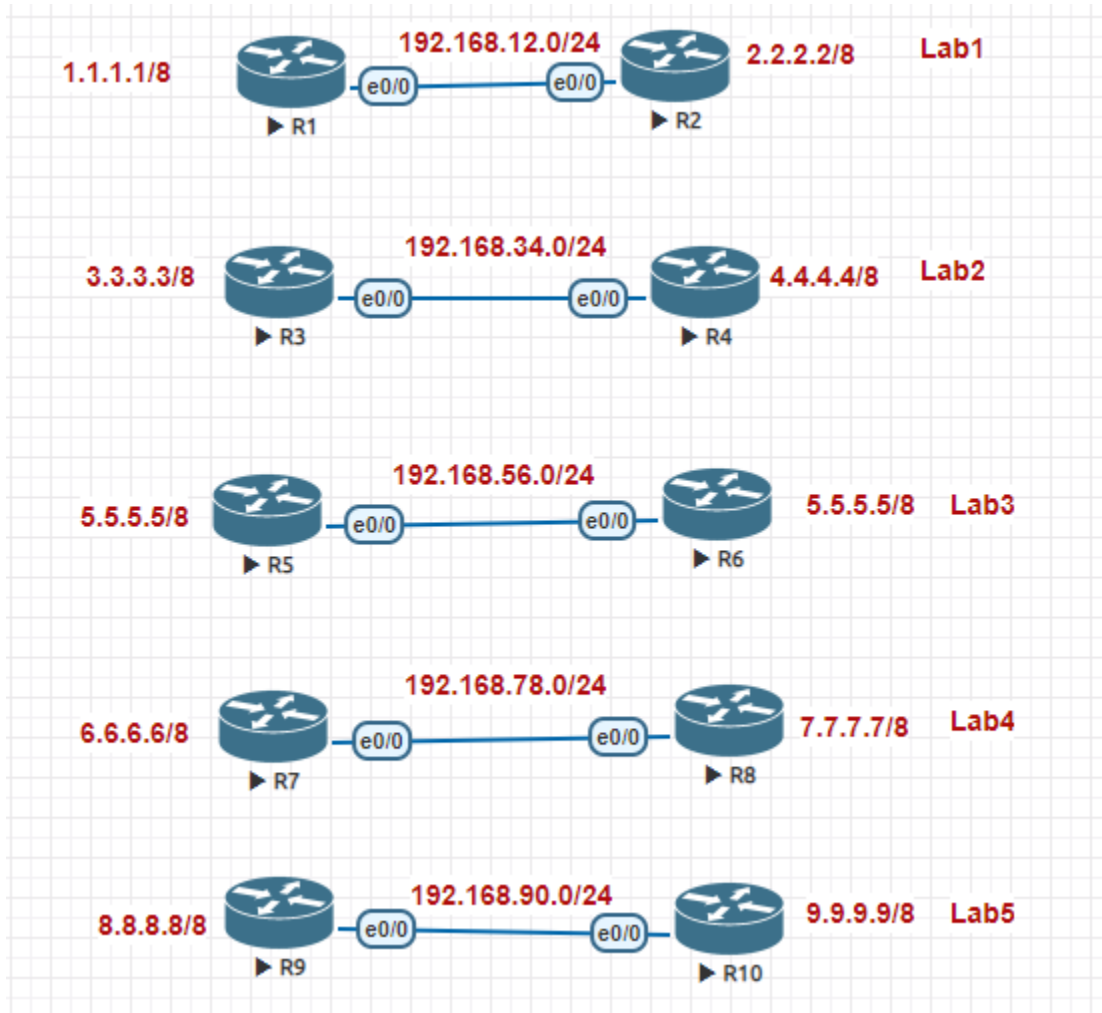 192.168.12.0/24
1.1.1.1/8
2.2.2.2/8
Lab1
e0/0
e0/0
R1
R2
192.168.34.0/24
3.3.3.3/8
4.4.4.4/8
Lab2
e0/0
e0/0
R3
R4
192.168.56.0/24
5.5.5.5/8
5.5.5.5/8
Lab3
e0/0
e0/0
R5
R6
192.168.78.0/24
6.6.6.6/8
7.7.7.7/8
Lab4
e0/0
e0/0
R7
R8
192.168.90.0/24
8.8.8.8/8
9.9.9.9/8
Lab5
e0/0
e0/0
R9
R10